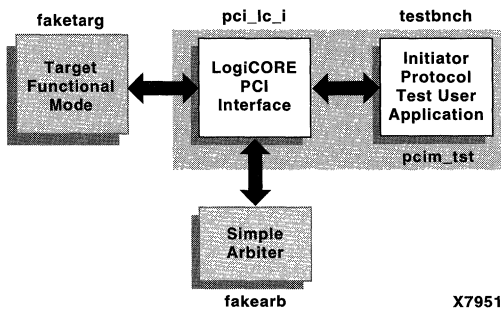 faketarg
pci_lc_i
testbnch
Target
Functional
Mode
LogiCORE
PCI
Interface
Initiator
Protocol
Test User
Application
pcim_tst
Simple
Arbiter
fakearb
X7951